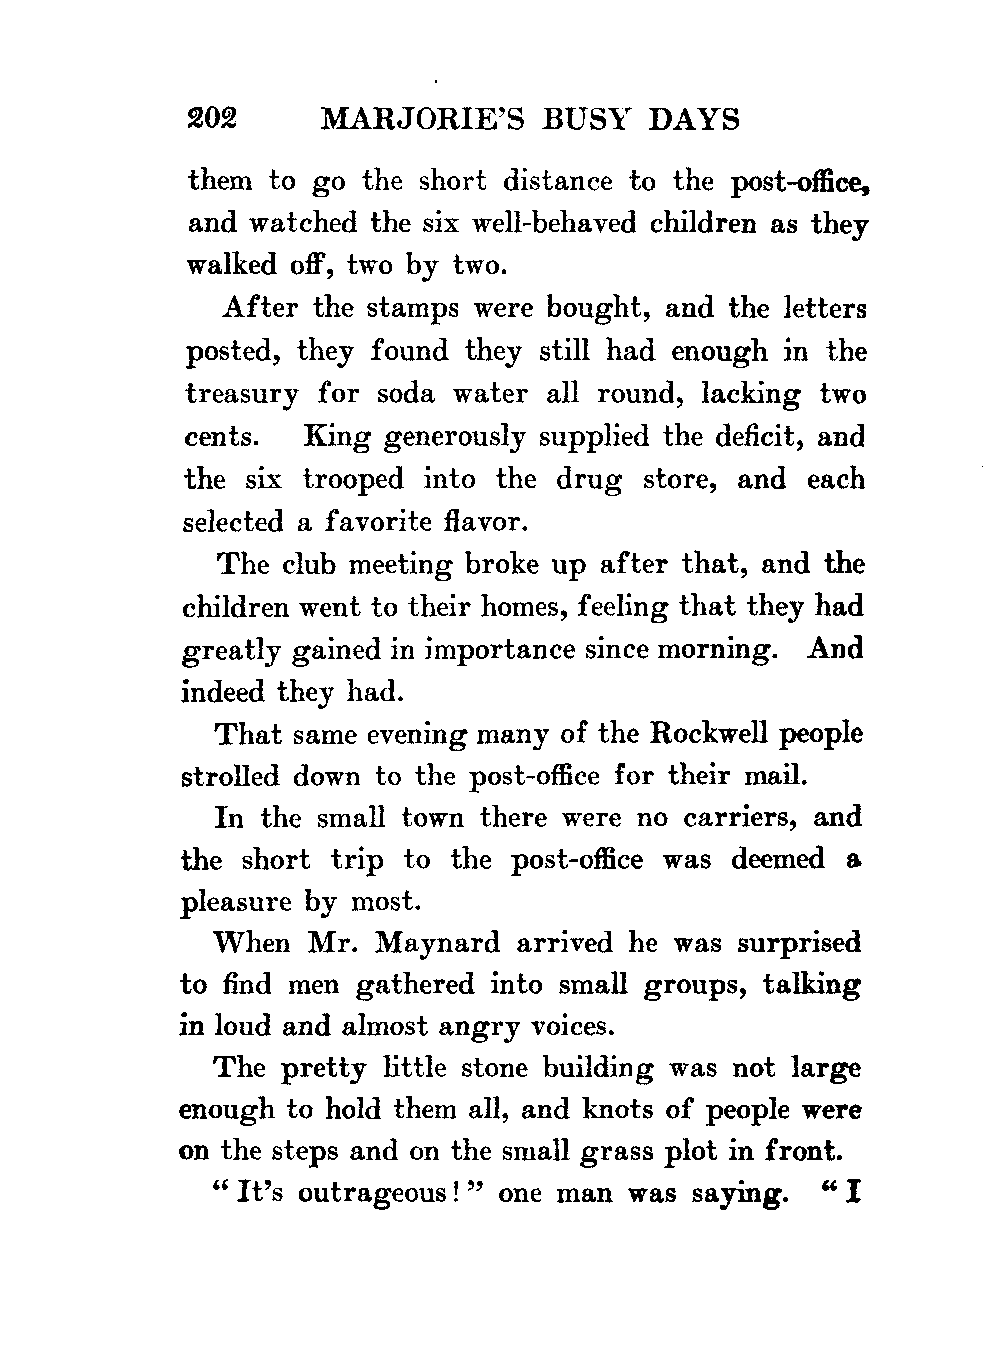 202 MARJORIE'S BUSY DAYS
them to go the short distance to the post-office,
and watched the six well-behaved children as they
walked off, two by two.
After the stamps were bought, and the letters
posted, they found they still had enough in the
treasury for soda water all round, lacking two
cents. King generously supplied the deficit, and
the six trooped into the drug store, and each
selected a favorite flavor.
The club meeting broke up after that, and the
children went to their homes, feeling that they had
greatly gained in importance since morning. And
indeed they had.
That same evening many of the Rockwell people
strolled down to the post-office for their mail.
In the small town there were no carriers, and
the short trip to the post-office was deemed a
pleasure by most.
When Mr. Maynard arrived he was surprised
to find men gathered into small groups, talking
in loud and almost angry voices.
The pretty little stone building was not large
enough to hold them all, and knots of people were
on the steps and on the small grass plot in front.
“It's outrageous!” one man was saying. “I